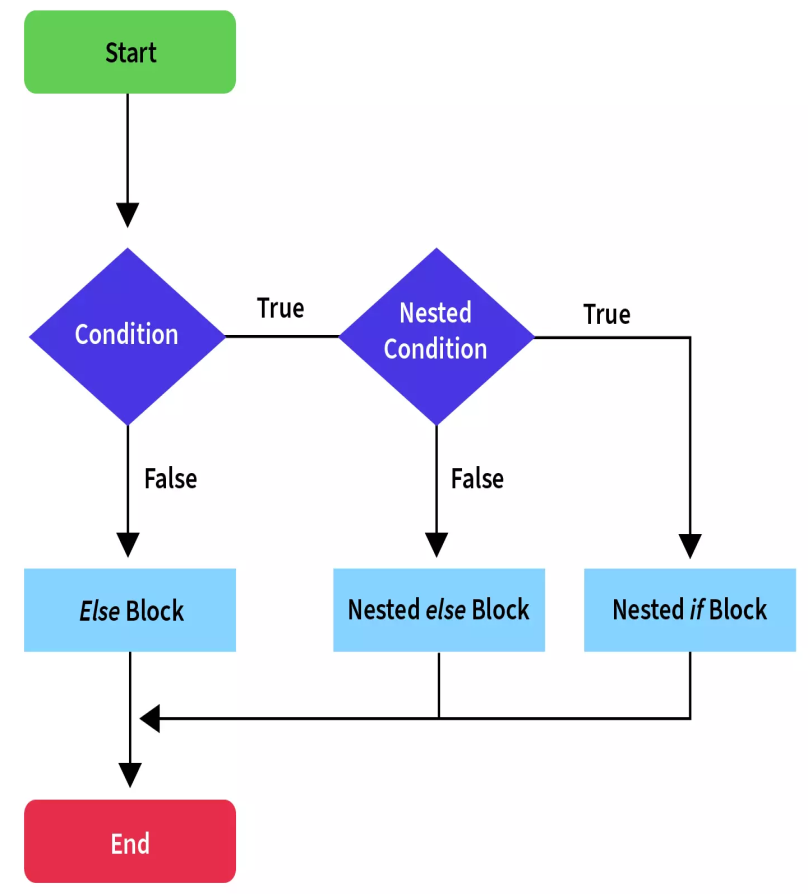 Start
Condition
True
Nested
Condition
True
False
False
Else Block
Nested else Block
Nested if Block
End